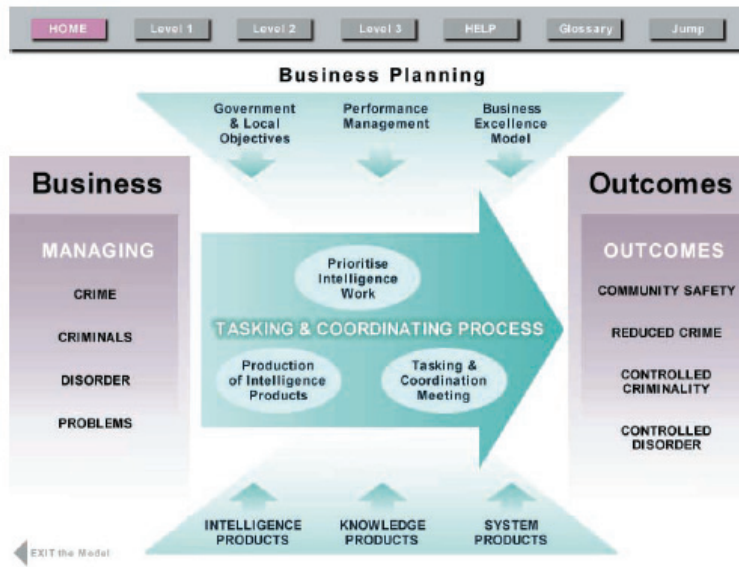 HOME Level 1 Level 2 Level 3 HELP Glossary Jump
Business Planning
Government
& Local
Objectives
Performance
Management
Business
Excellence
Model
Business
MANAGING
CRIME
CRIMINALS
DISORDER
PROBLEMS
Prioritise
Intelligence
Work
TASKING & COORDINATING PROCESS
Production
of Intelligence
Products
Tasking &
Coordination
Meeting
Outcomes
OUTCOMES
COMMUNITY SAFETY
REDUCED CRIME
CONTROLLED
CRIMINALITY
CONTROLLED
DISORDER
INTELLIGENCE
PRODUCTS
KNOWLEDGE
PRODUCTS
SYSTEM
PRODUCTS
EXIT the Model